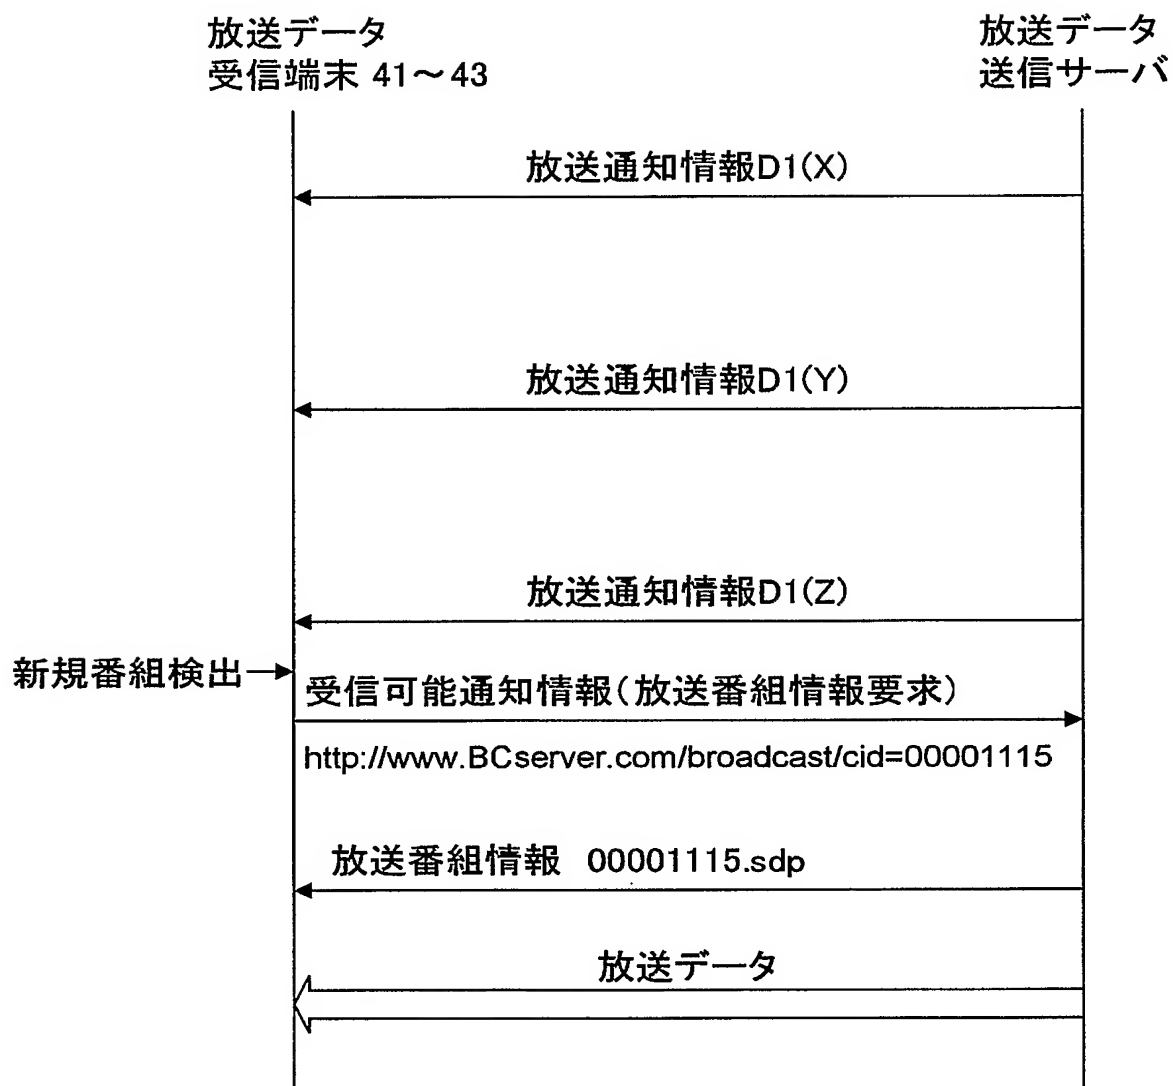 放送データ
受信端末 41~43
放送データ
送信サーバ
放送通知情報D1(X)
放送通知情報D1(Y)
放送通知情報D1(Z)
新規番組検出
受信可能通知情報(放送番組情報要求)
http://www.BCserver.com/broadcast/cid=00001115
放送番組情報 00001115.sdp
放送データ